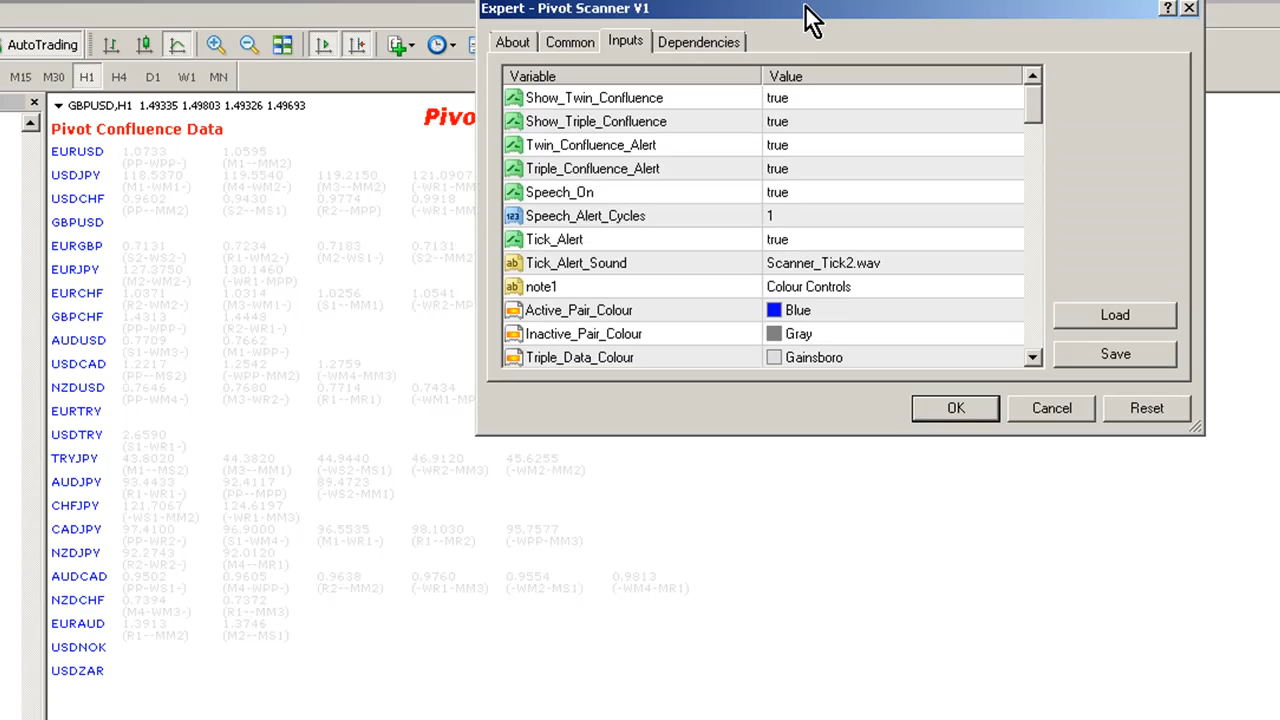 Expert - Pivot Scanner V1
AutoTrading
About Common Inputs Dependencies
M15 M30 H1 H4 D1 W1 MN
Variable Value
Show_Twin_Confluence true
Show_Triple_Confluence true
Twin_Confluence_Alert true
Triple_Confluence_Alert true
Speech_On true
Speech_Alert_Cycles 1
Tick_Alert true
Tick_Alert_Sound Scanner_Tick2.wav
note1 Colour Controls
Active_Pair_Colour Blue
Inactive_Pair_Colour Gray
Triple_Data_Colour Gainsboro
Load
Save
OK Cancel Reset
GBPUSD,H1 1.49335 1.49803 1.49326 1.49693
Pivot Confluence Data
EURUSD 1.0733 1.0595
(PP-WPP-) (M1--MM2)
USDJPY 118.5370 119.5540 119.2150 121.0907
(M1-WM1-) (M4-WM2-) (M3--MM2) (-WR1-MM
USDCHF 0.9602 0.9430 0.9774 0.9918
(PP--MM2) (S2--MS1) (R2--MPP) (-WR1-MM
GBPUSD
EURGBP 0.7131 0.7234 0.7183 0.7131
(S2-WS2-) (R1-WM2-) (M2-WS1-) (S2--MM
EURJPY 127.3750 130.1460
(M2-WM2-) (-WR1-MPP)
EURCHF 1.0371 1.0314 1.0256 1.0541
(R2-WM2-) (M3-WM1-) (S1--MM1) (-WR2-MP
GBPCHF 1.4313 1.4448
(PP-WPP-) (R2-WR1-)
AUDUSD 0.7709 0.7662
(S1-WM3-) (M1-WPP-)
USDCAD 1.2217 1.2542 1.2759
(PP--MS2) (-WPP-MM2) (-WM4-MM3)
NZDUSD 0.7646 0.7680 0.7714 0.7434
(PP-WM4-) (M3-WR2-) (R1--MR1) (-WM1-MP
EURTRY
USDTRY 2.6590
(S1-WR1-)
TRYJPY 43.8020 44.3820 44.9440 46.9120 45.6255
(M1--MS2) (M3--MM1) (-WS2-MS1) (-WR2-MM3) (-WM2-MM2)
AUDJPY 93.4433 92.4117 89.4723
(R1-WR1-) (PP--MPP) (-WS2-MM1)
CHFJPY 121.7067 124.6197
(-WS1-MM2) (-WR1-MM3)
CADJPY 97.4100 96.9000 96.5535 98.1030 95.7577
(PP-WR2-) (S1-WM4-) (M1-WR1-) (R1--MR2) (-WPP-MM3)
NZDJPY 92.2743 92.0120
(R2-WR2-) (M4--MR1)
AUDCAD 0.9502 0.9605 0.9638 0.9760 0.9554 0.9813
(PP-WS1-) (M4-WPP-) (R2--MM2) (-WR1-MM3) (-WM2-MS1) (-WM4-MR1)
NZDCHF 0.7394 0.7372
(M4-WM3-) (R1--MM3)
EURAUD 1.3913 1.3746
(R1--MM2) (M2--MS1)
USDNOK
USDZAR